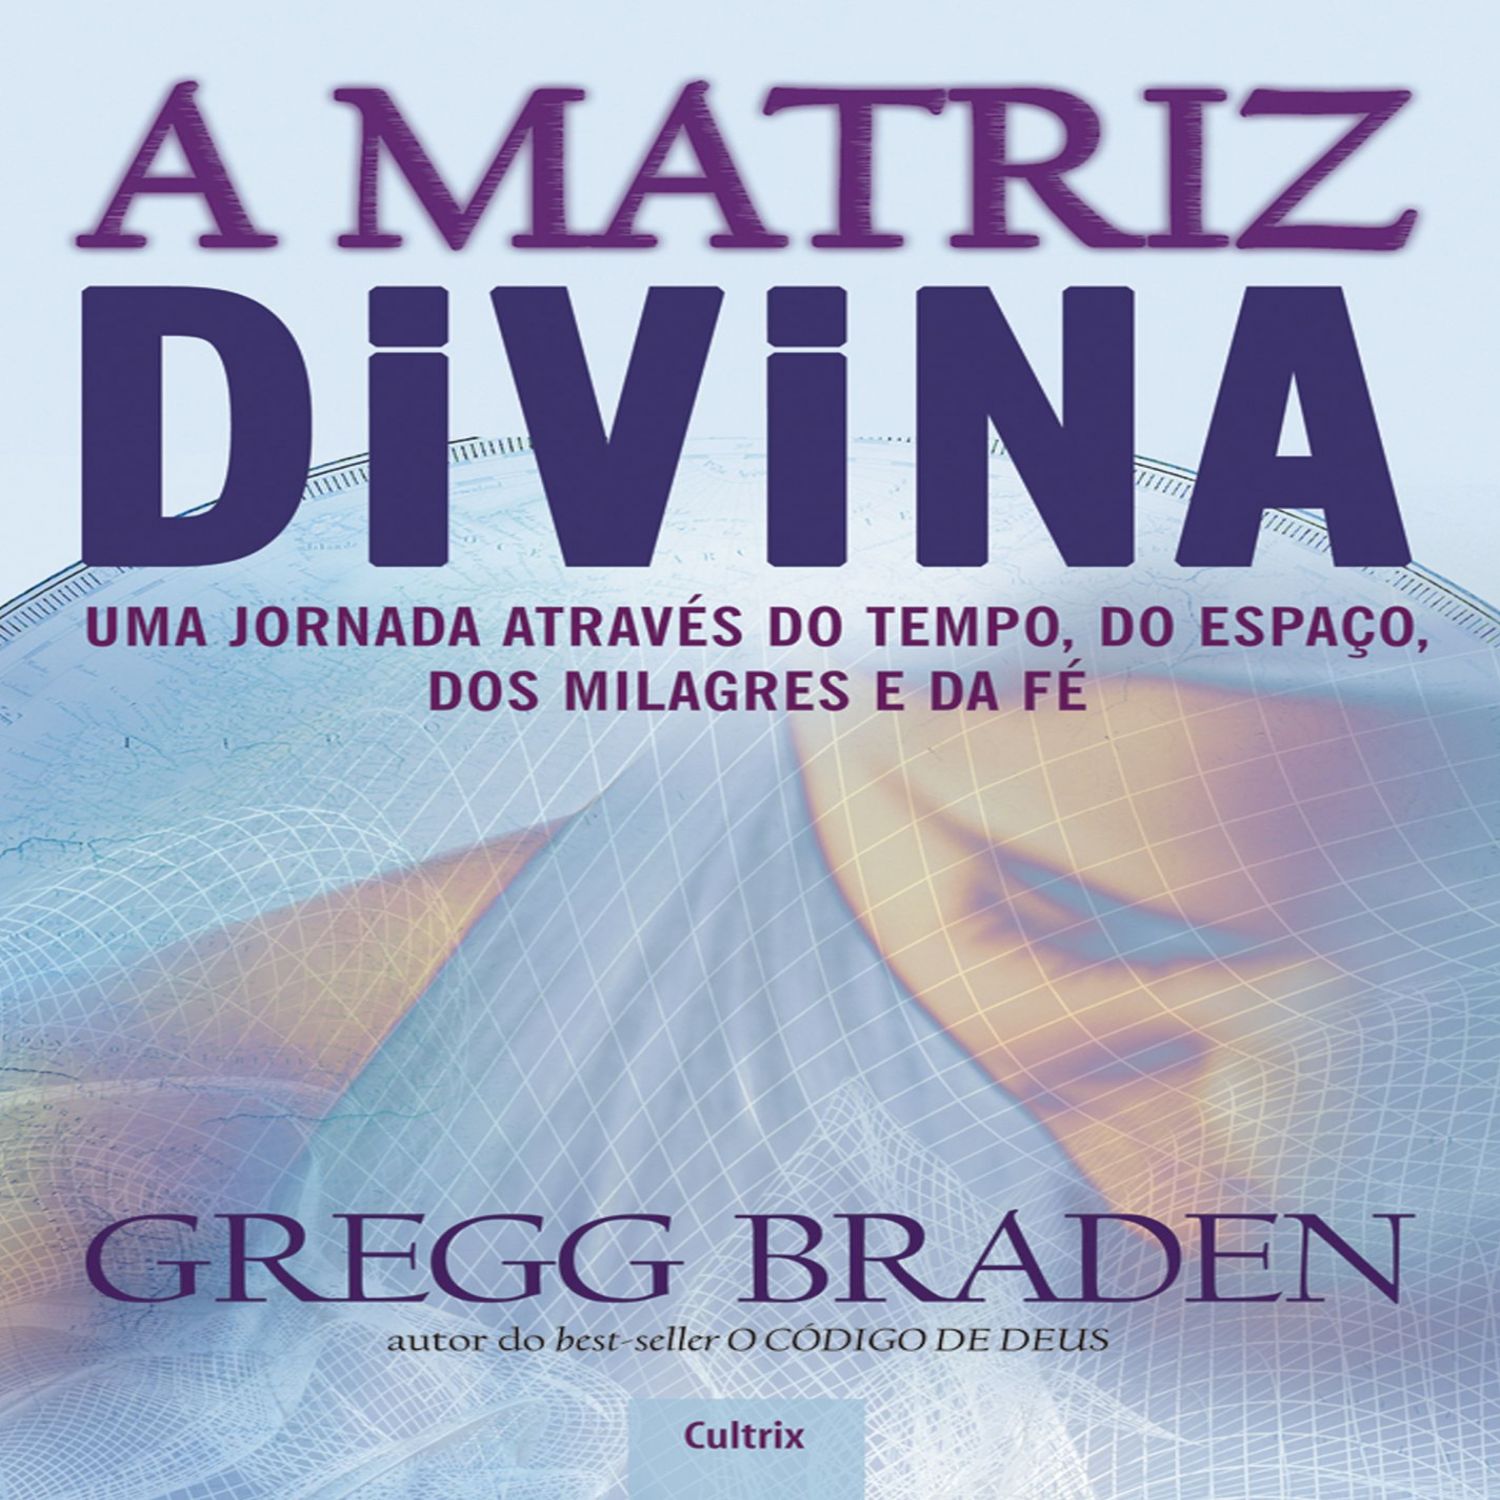 A MATRIZ
DiViNA
UMA JORNADA ATRAVÉS DO TEMPO, DO ESPAÇO,
DOS MILAGRES E DA FÉ
GREGG BRADEN
autor do best-seller O CÓDIGO DE DEUS
Cultrix